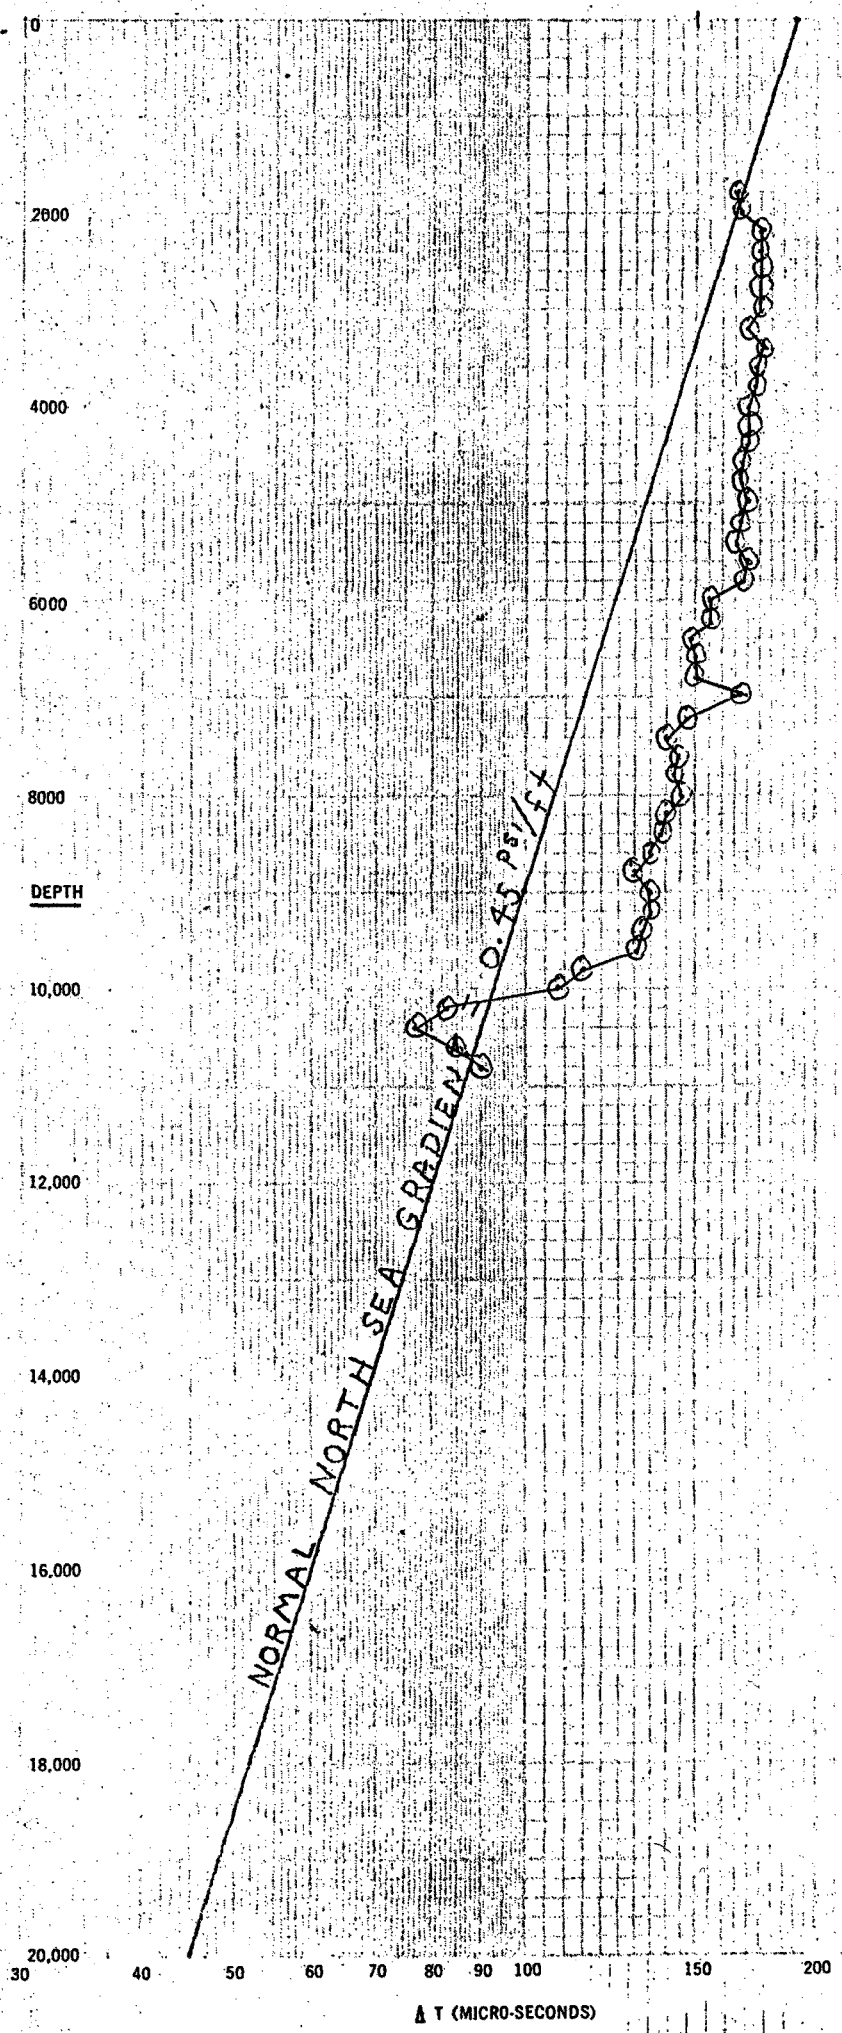 0
2000
4000
6000
8000
DEPTH
10,000
12,000
14,000
16,000
18,000
20,000
NORMAL NORTH SEA GRADIENT 0.45 psi/ft
30 40 50 60 70 80 90 100 150 200
Δ T (MICRO-SECONDS)